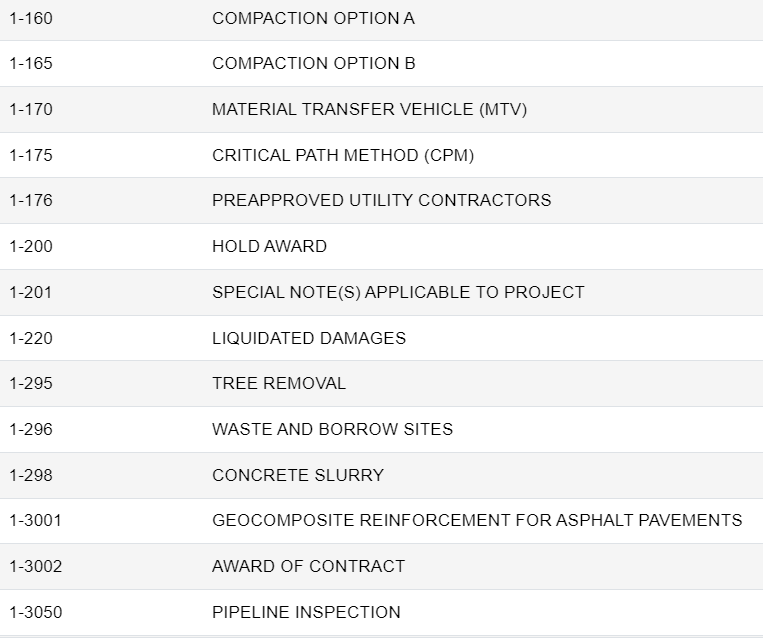 1-160 COMPACTION OPTION A
1-165 COMPACTION OPTION B
1-170 MATERIAL TRANSFER VEHICLE (MTV)
1-175 CRITICAL PATH METHOD (CPM)
1-176 PREAPPROVED UTILITY CONTRACTORS
1-200 HOLD AWARD
1-201 SPECIAL NOTE(S) APPLICABLE TO PROJECT
1-220 LIQUIDATED DAMAGES
1-295 TREE REMOVAL
1-296 WASTE AND BORROW SITES
1-298 CONCRETE SLURRY
1-3001 GEOCOMPOSITE REINFORCEMENT FOR ASPHALT PAVEMENTS
1-3002 AWARD OF CONTRACT
1-3050 PIPELINE INSPECTION